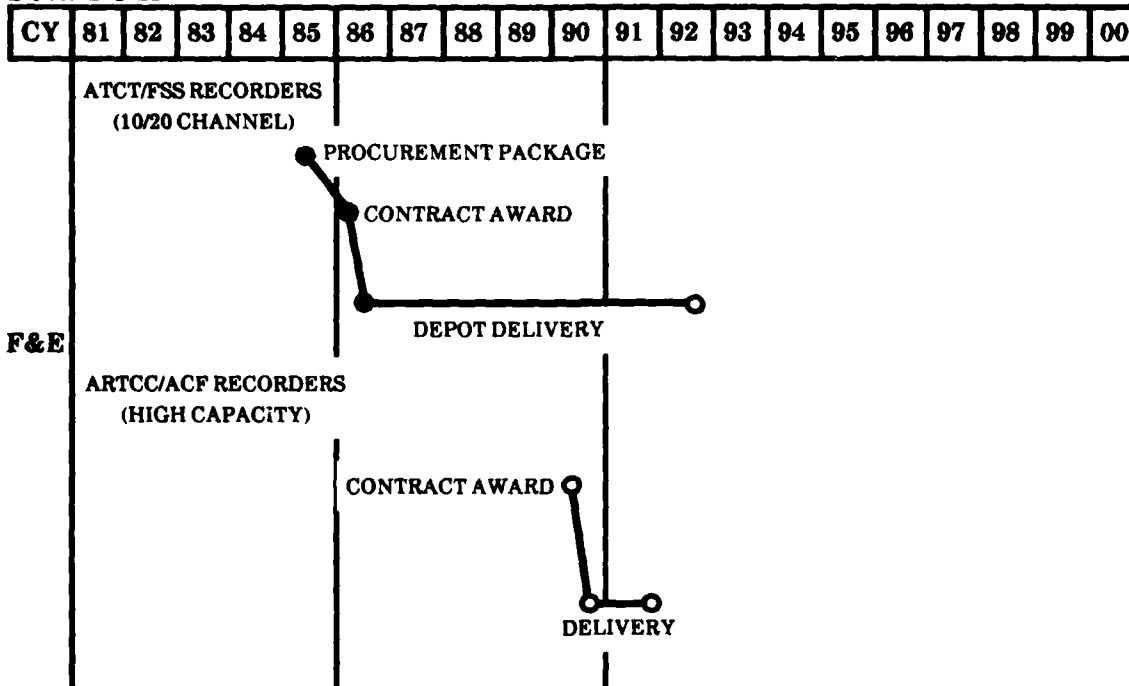 CY 81 82 83 84 85 86 87 88 89 90 91 92 93 94 95 96 97 98 99 00
ATCT/FSS RECORDERS
(10/20 CHANNEL)
PROCUREMENT PACKAGE
CONTRACT AWARD
DEPOT DELIVERY
F&E
ARTCC/ACF RECORDERS
(HIGH CAPACITY)
CONTRACT AWARD
DELIVERY